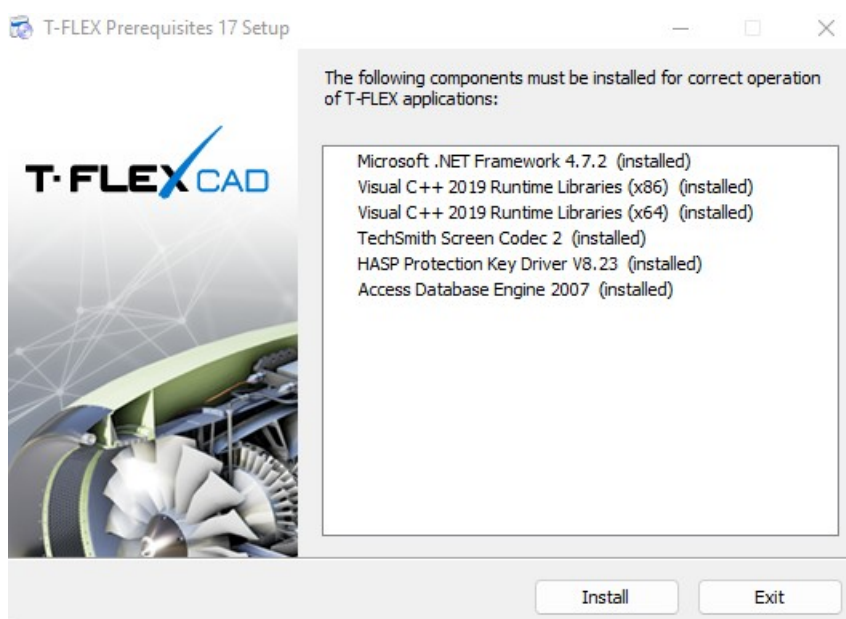 T-FLEX Prerequisites 17 Setup
The following components must be installed for correct operation
of T-FLEX applications:
T-FLEX CAD
Microsoft .NET Framework 4.7.2 (installed)
Visual C++ 2019 Runtime Libraries (x86) (installed)
Visual C++ 2019 Runtime Libraries (x64) (installed)
TechSmith Screen Codec 2 (installed)
HASP Protection Key Driver V8.23 (installed)
Access Database Engine 2007 (installed)
Install
Exit